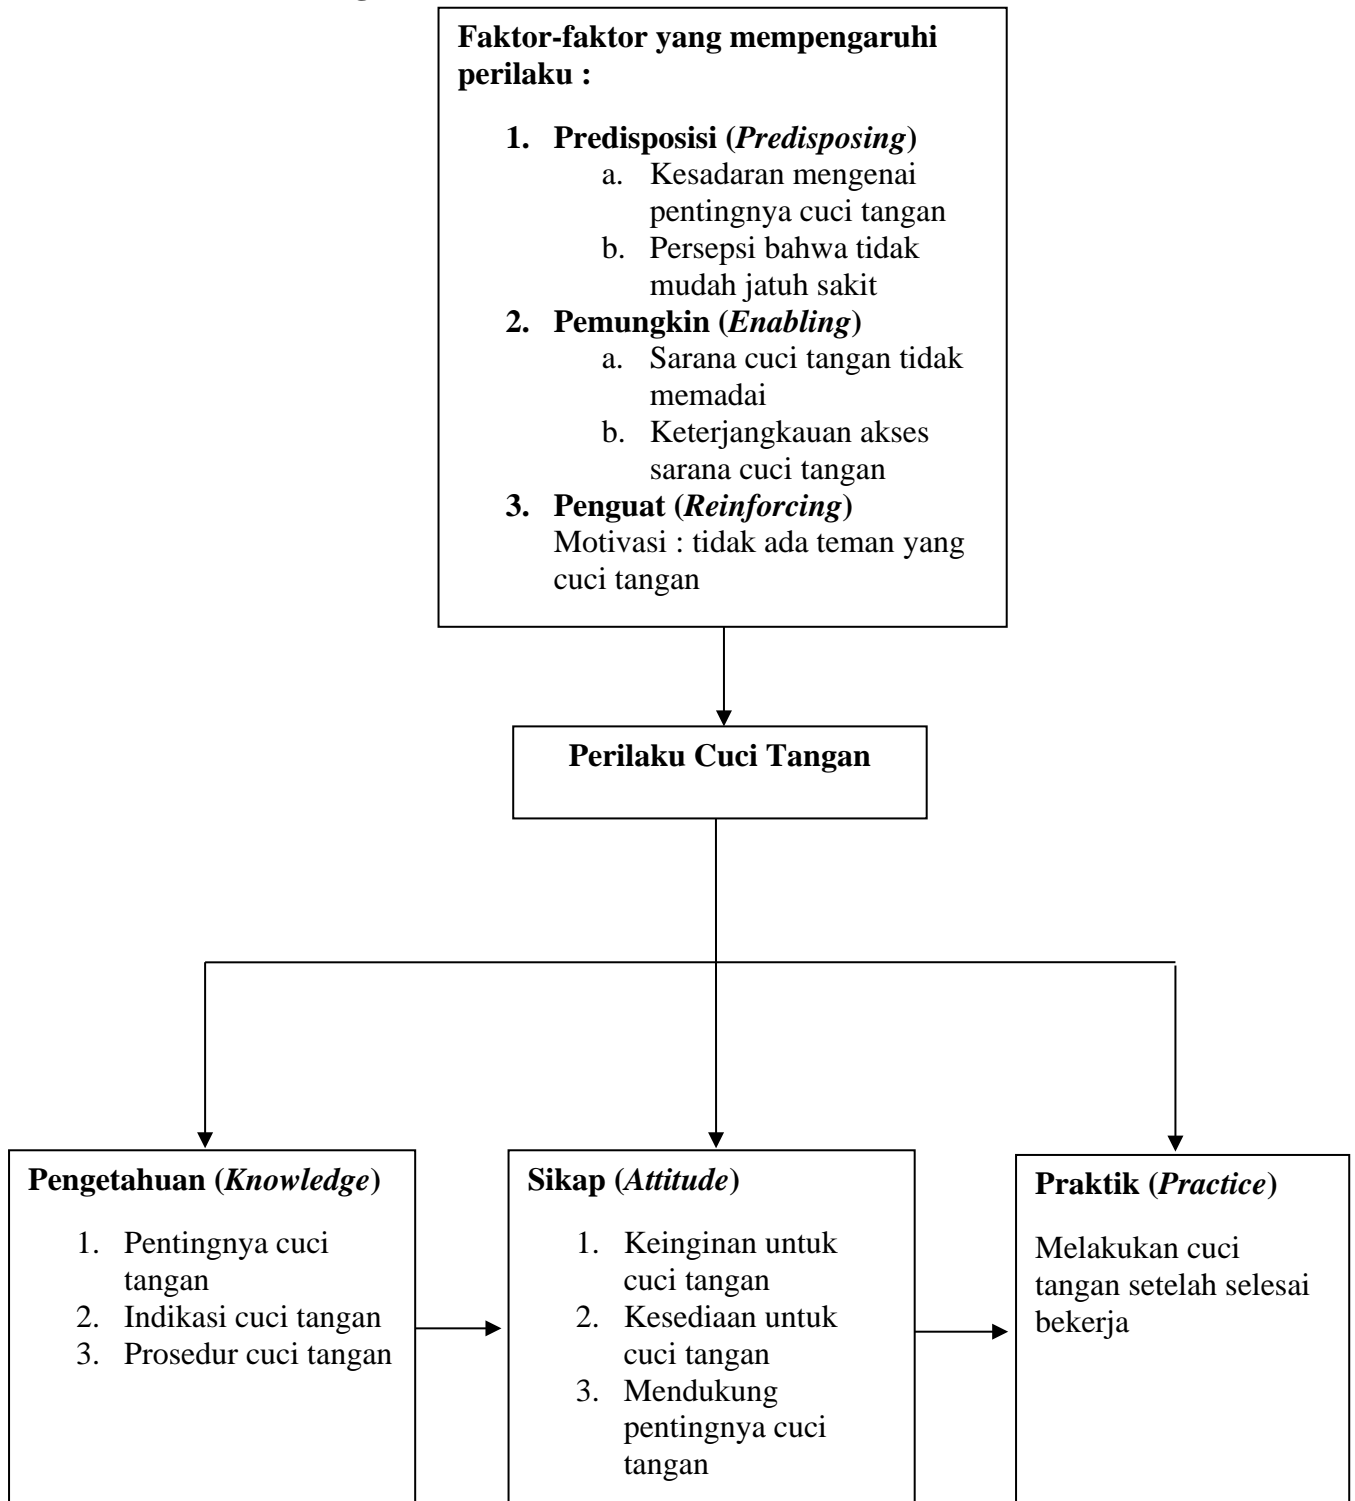 Faktor-faktor yang mempengaruhi
perilaku :
1. Predisposisi (Predisposing)
a. Kesadaran mengenai
pentingnya cuci tangan
b. Persepsi bahwa tidak
mudah jatuh sakit
2. Pemungkin (Enabling)
a. Sarana cuci tangan tidak
memadai
b. Keterjangkauan akses
sarana cuci tangan
3. Penguat (Reinforcing)
Motivasi : tidak ada teman yang
cuci tangan
Perilaku Cuci Tangan
Pengetahuan (Knowledge)
1. Pentingnya cuci
tangan
2. Indikasi cuci tangan
3. Prosedur cuci tangan
Sikap (Attitude)
1. Keinginan untuk
cuci tangan
2. Kesediaan untuk
cuci tangan
3. Mendukung
pentingnya cuci
tangan
Praktik (Practice)
Melakukan cuci
tangan setelah selesai
bekerja